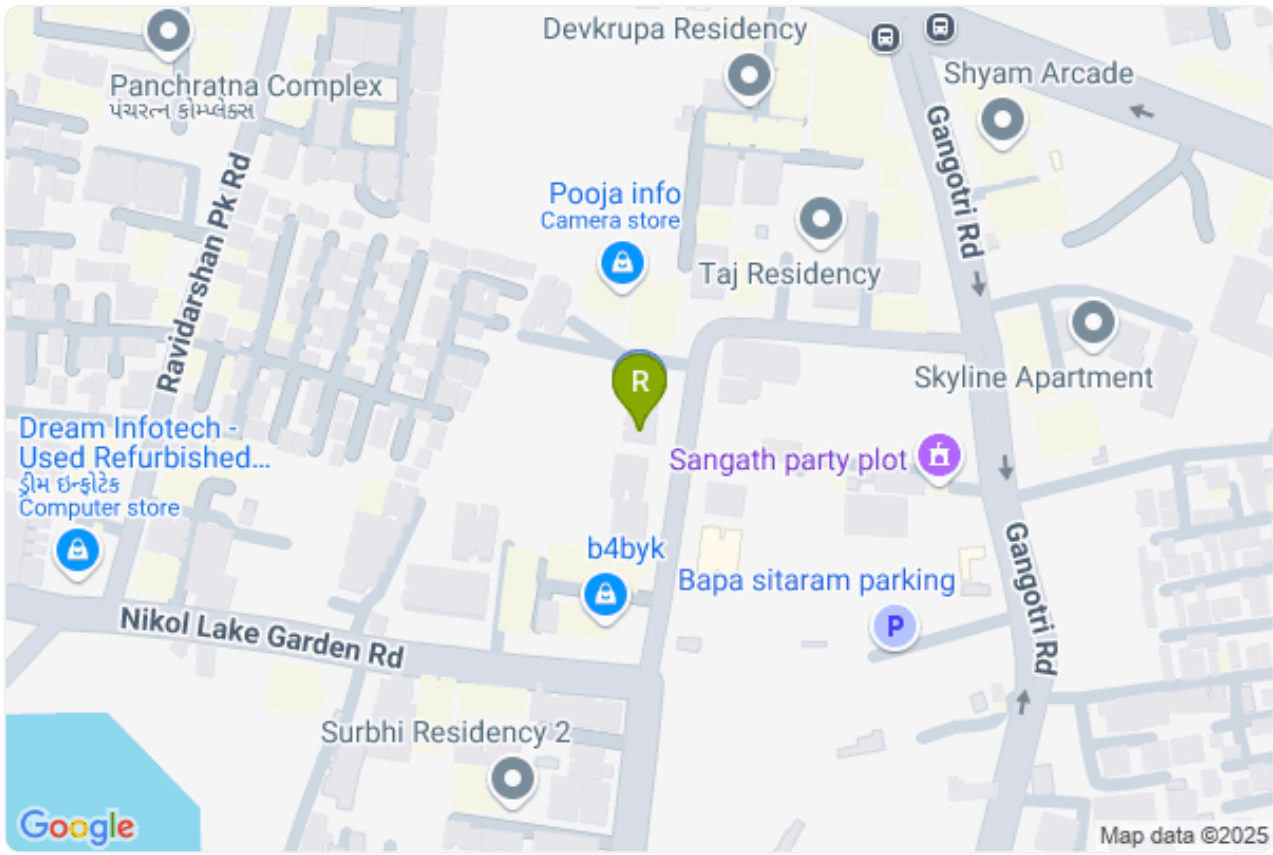 Devkrupa Residency
Panchratna Complex
પંચરત્ન કોમ્પ્લેક્સ
Shyam Arcade
Gangotri Rd
Ravidarshan Pk Rd
Pooja info
Camera store
Taj Residency
R
Skyline Apartment
Dream Infotech -
Used Refurbished...
ડ્રીમ ઇન્ફોટેક
Computer store
Sangath party plot
b4byk
Bapa sitaram parking
P
Gangotri Rd
Nikol Lake Garden Rd
Surbhi Residency 2
Google
Map data ©2025